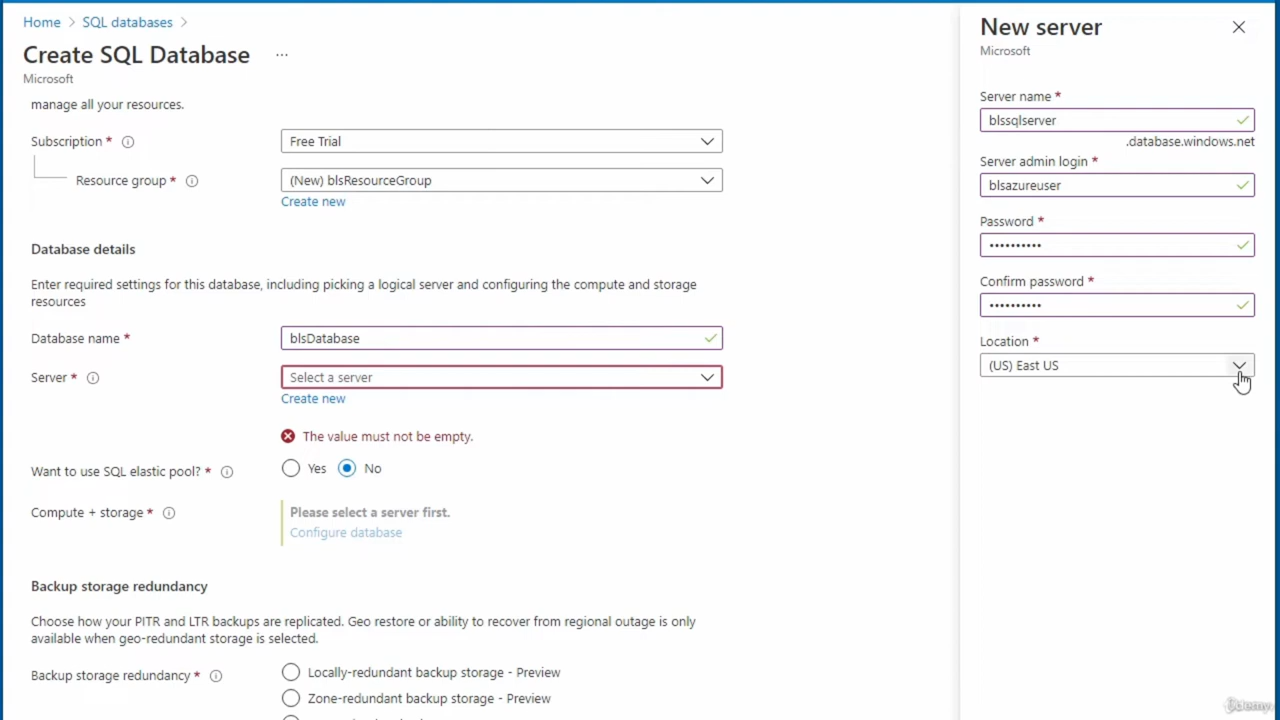 Home > SQL databases >
Create SQL Database ...
Microsoft
manage all your resources.
Subscription * Free Trial
Resource group * (New) blsResourceGroup
Create new
Database details
Enter required settings for this database, including picking a logical server and configuring the compute and storage
resources
Database name * blsDatabase
Server * Select a server
Create new
The value must not be empty.
Want to use SQL elastic pool? * Yes No
Compute + storage * Please select a server first.
Configure database
Backup storage redundancy
Choose how your PITR and LTR backups are replicated. Geo restore or ability to recover from regional outage is only
available when geo-redundant storage is selected.
Backup storage redundancy * Locally-redundant backup storage - Preview
Zone-redundant backup storage - Preview
New server
Microsoft
Server name *
blssqlserver
.database.windows.net
Server admin login *
blsazureuser
Password *
••••••••••
Confirm password *
••••••••••
Location *
(US) East US
ûdemy